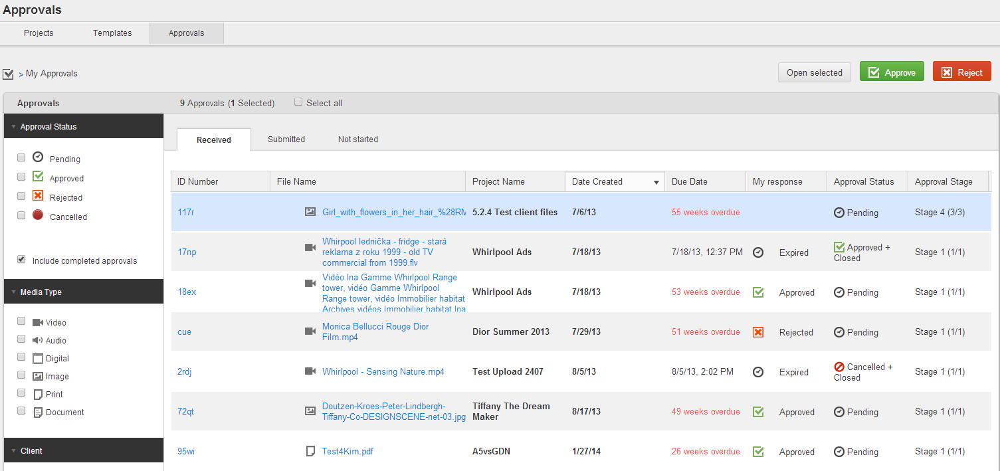 Approvals
Projects Templates Approvals
> My Approvals Open selected Approve Reject
Approvals 9 Approvals (1 Selected) Select all
Approval Status
Pending
Approved
Rejected
Cancelled
Include completed approvals
Media Type
Video
Audio
Digital
Image
Print
Document
Client
Received Submitted Not started
ID Number File Name Project Name Date Created Due Date My response Approval Status Approval Stage
117r Girl_with_flowers_in_her_hair_%28RM 5.2.4 Test client files 7/6/13 55 weeks overdue Pending Stage 4 (3/3)
Whirpool lednička - fridge - stará
17np reklama z roku 1999 - old TV Whirlpool Ads 7/18/13 7/18/13, 12:37 PM Expired Approved +
commercial from 1999.flv Closed Stage 1 (1/1)
Vidéo Ina Gamme Whirlpool Range
tower, vidéo Gamme Whirlpool
18ex Range tower, vidéo Immobilier habitat Whirlpool Ads 7/18/13 53 weeks overdue Approved Pending Stage 1 (1/1)
Archives vidéos Immobilier habitat Ina
cue Monica Bellucci Rouge Dior Dior Summer 2013 7/29/13 51 weeks overdue Rejected Pending Stage 1 (1/1)
Film.mp4
2rdj Whirlpool - Sensing Nature.mp4 Test Upload 2407 8/5/13 8/5/13, 2:02 PM Expired Cancelled + Stage 1 (1/1)
Closed
72qt Doutzen-Kroes-Peter-Lindbergh- Tiffany The Dream 8/17/13 49 weeks overdue Approved Pending Stage 1 (1/1)
Tiffany-Co-DESIGNSCENE-net-03.jpg Maker
95wi Test4Kim.pdf A5vsGDN 1/27/14 26 weeks overdue Approved Pending Stage 1 (1/1)